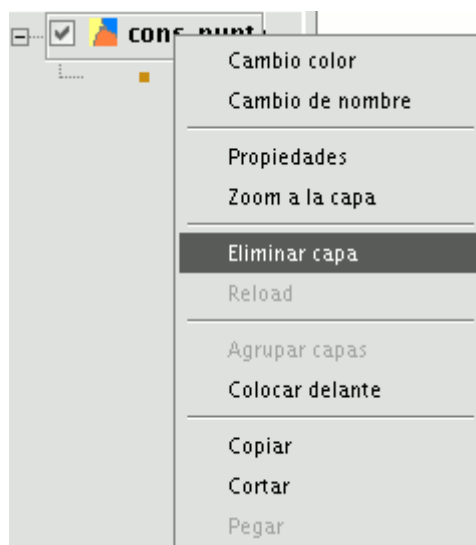 Cambio color
Cambio de nombre
Propiedades
Zoom a la capa
Eliminar capa
Reload
Agrupar capas
Colocar delante
Copiar
Cortar
Pegar